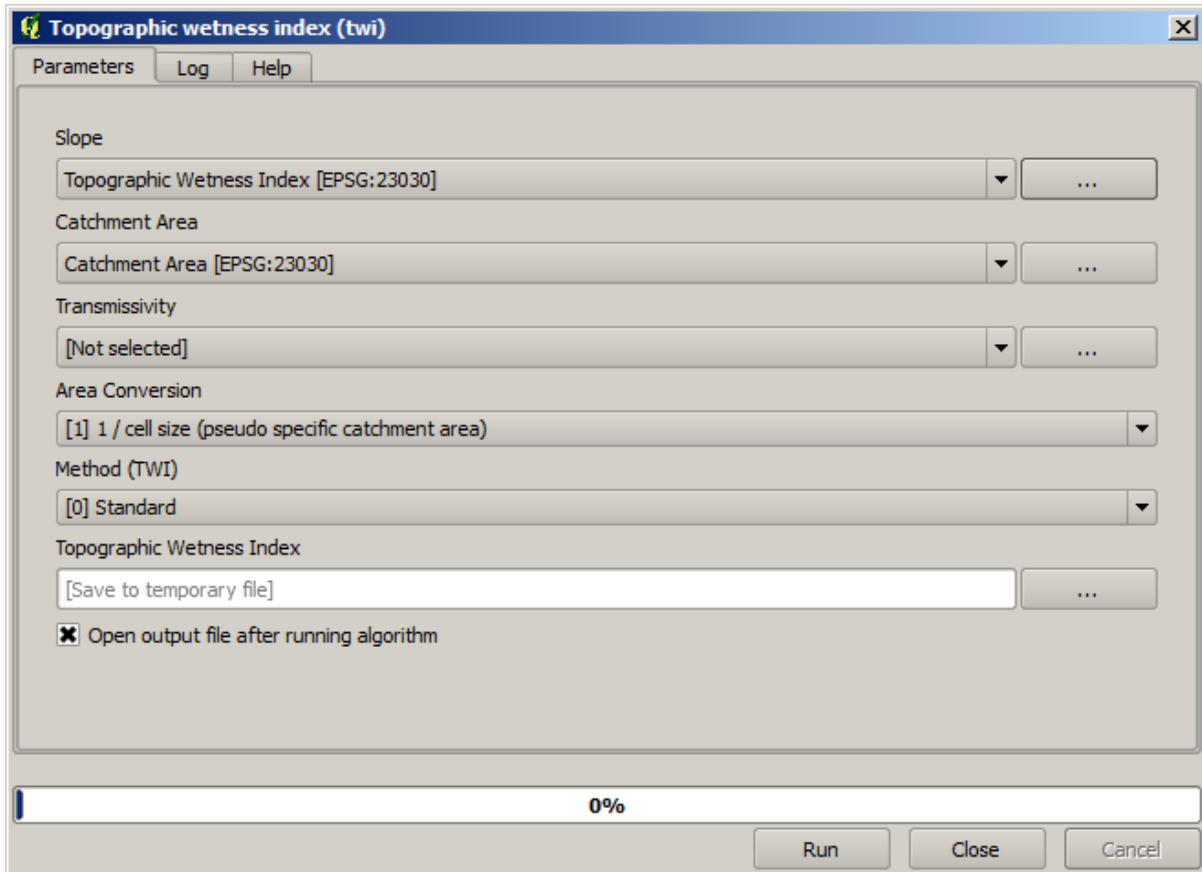 Topographic wetness index (twi)
Parameters Log Help
Slope
Topographic Wetness Index [EPSG:23030] ...
Catchment Area
Catchment Area [EPSG:23030] ...
Transmissivity
[Not selected] ...
Area Conversion
[1] 1 / cell size (pseudo specific catchment area)
Method (TWI)
[0] Standard
Topographic Wetness Index
[Save to temporary file] ...
Open output file after running algorithm
0%
Run Close Cancel